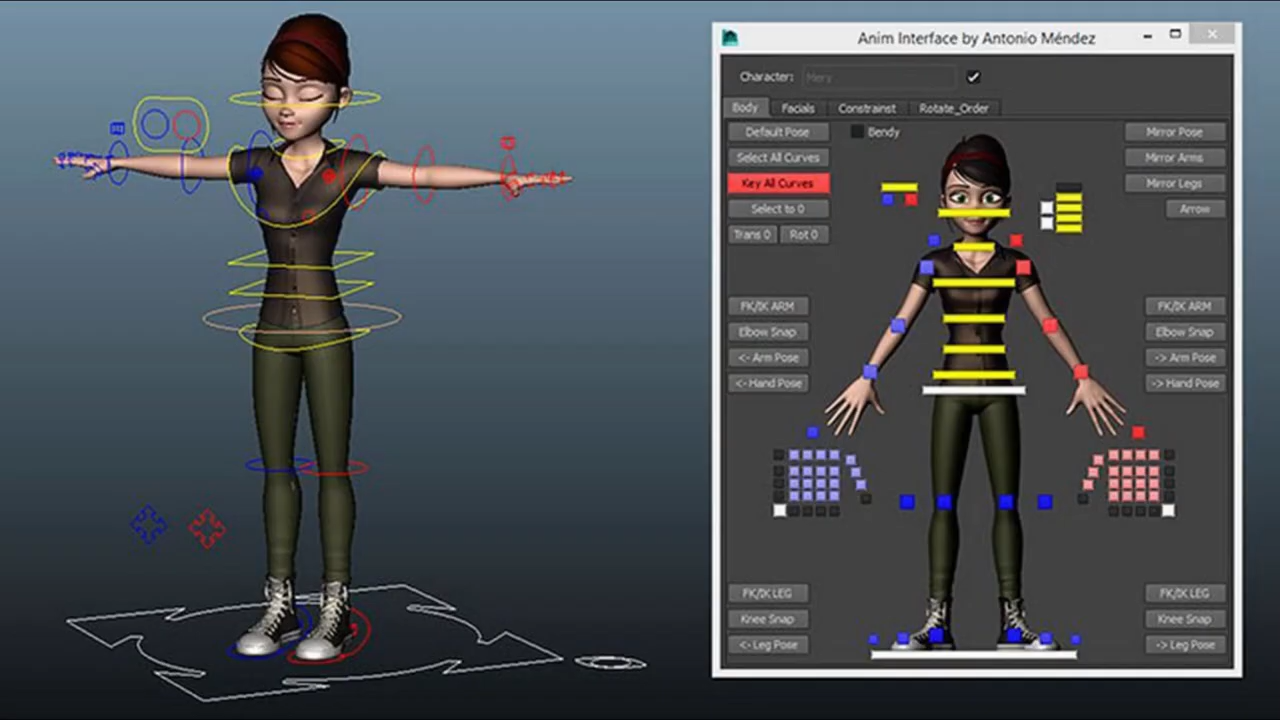 Anim Interface by Antonio Méndez
Character: Mery
Body Facials Constrainst Rotate_Order
Default Pose
Bendy
Mirror Pose
Select All Curves
Mirror Arms
Key All Curves
Mirror Legs
Select to 0
Arrow
Trans 0 Rot 0
FK/IK ARM
FK/IK ARM
Elbow Snap
Elbow Snap
<- Arm Pose
-> Arm Pose
<- Hand Pose
-> Hand Pose
FK/IK LEG
FK/IK LEG
Knee Snap
Knee Snap
<- Leg Pose
-> Leg Pose